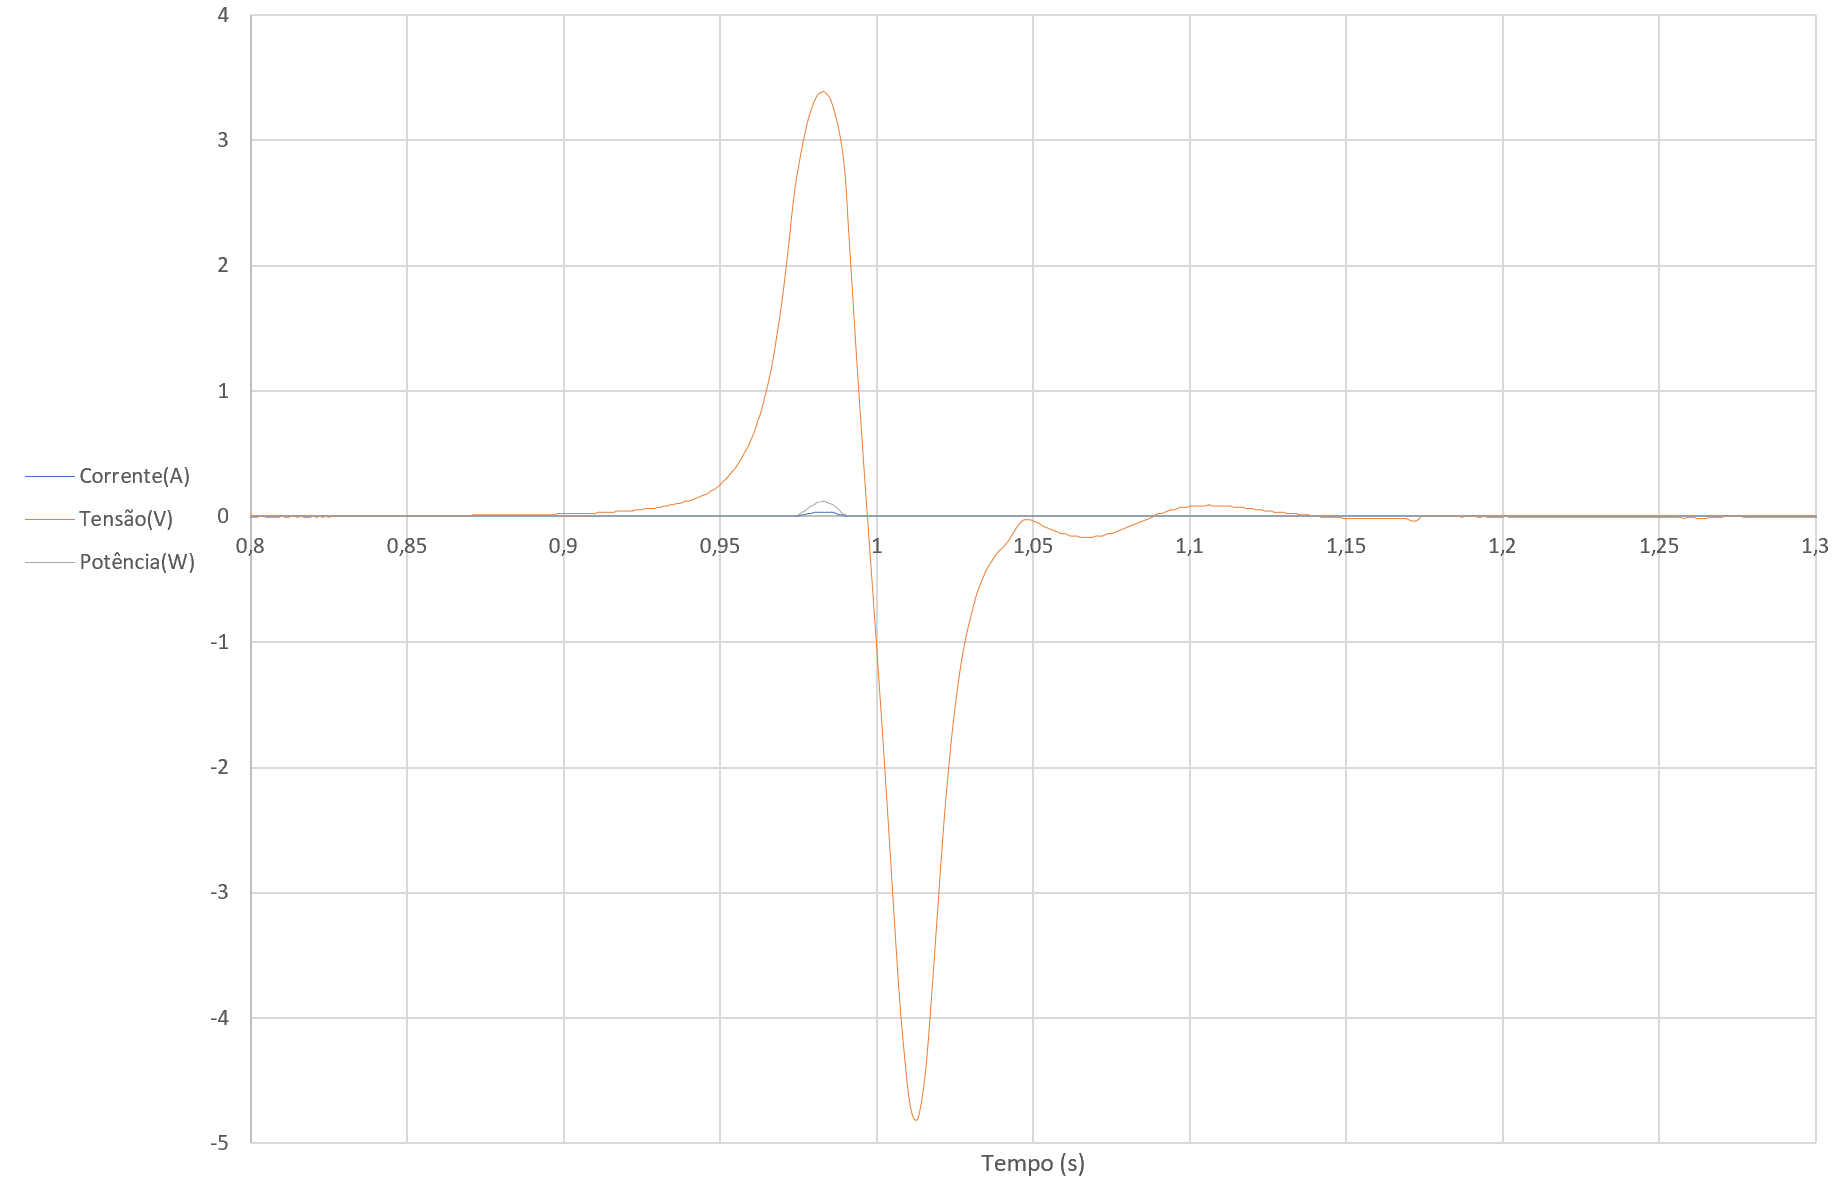 4
3
2
1
0
-1
-2
-3
-4
-5
0,8 0,85 0,9 0,95 1 1,05 1,1 1,15 1,2 1,25 1,3
Corrente(A)
Tensão(V)
Potência(W)
Tempo (s)